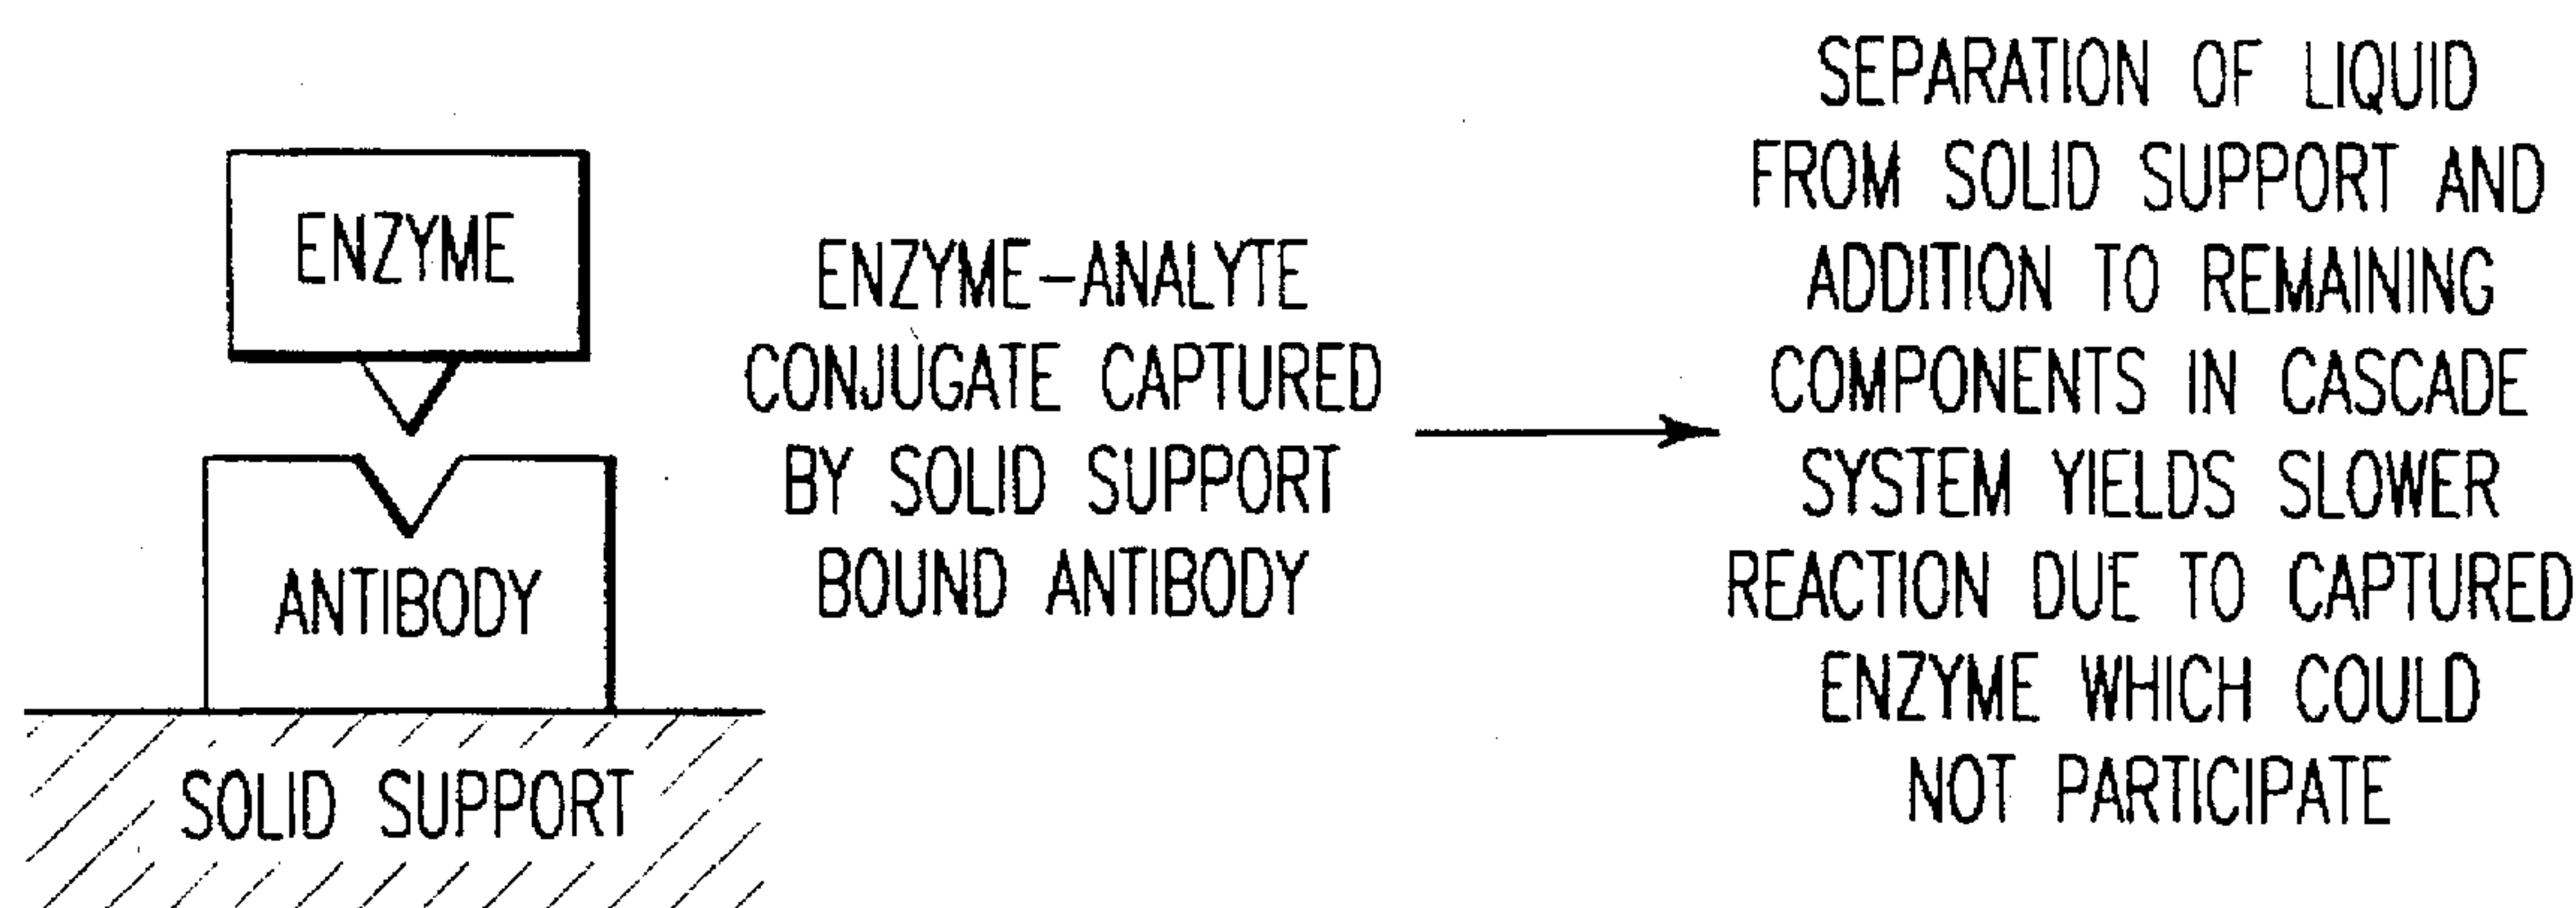 ENZYME
ANTIBODY
SOLID SUPPORT
ENZYME-ANALYTE
CONJUGATE CAPTURED
BY SOLID SUPPORT
BOUND ANTIBODY
SEPARATION OF LIQUID
FROM SOLID SUPPORT AND
ADDITION TO REMAINING
COMPONENTS IN CASCADE
SYSTEM YIELDS SLOWER
REACTION DUE TO CAPTURED
ENZYME WHICH COULD
NOT PARTICIPATE